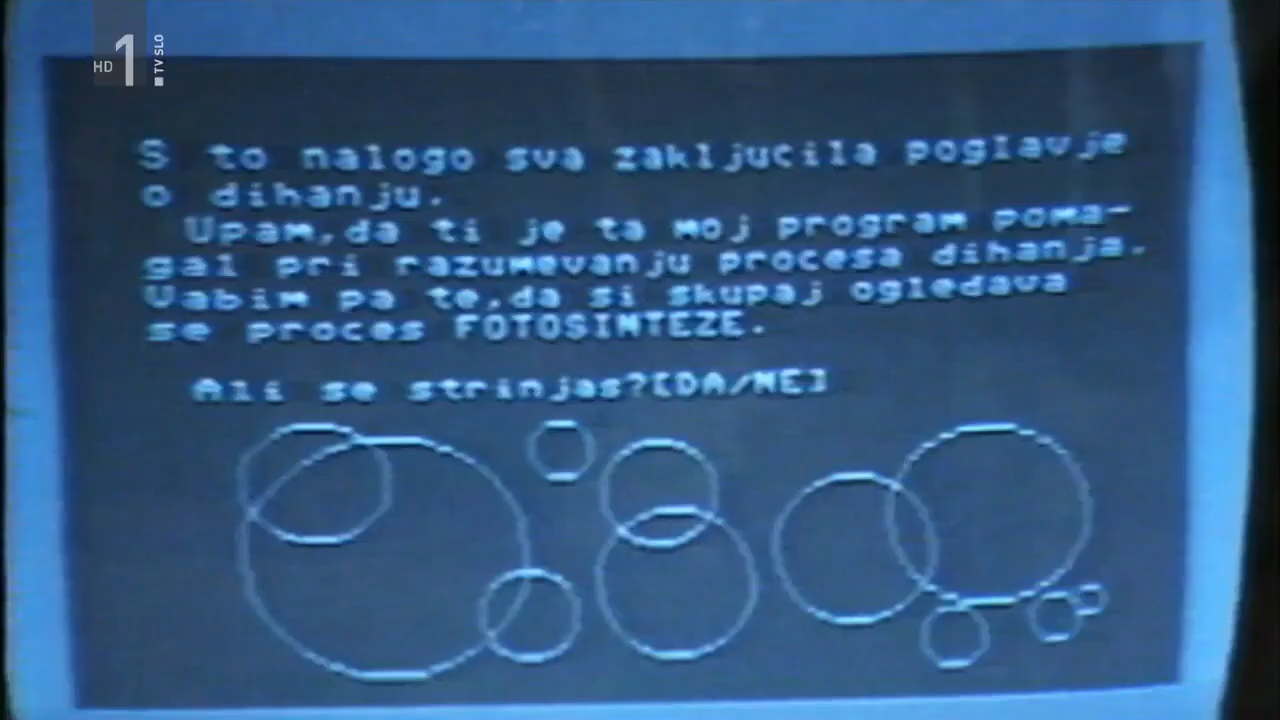 HD 1 TV SLO
S to nalogo sva zakljucila poglavje
o dihanju.
Upam,da ti je ta moj program poma-
gal pri razumevanju procesa dihanja.
Vabim pa te,da si skupaj ogledava
se proces FOTOSINTEZE.
Ali se strinjas?[DA/NE]